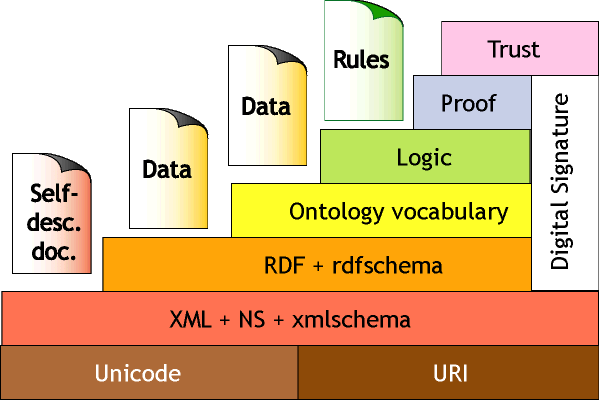 Trust
Rules
Proof
Data
Logic
Data
Digital Signature
Self-
desc.
doc.
Ontology vocabulary
RDF + rdfschema
XML + NS + xmlschema
Unicode
URI